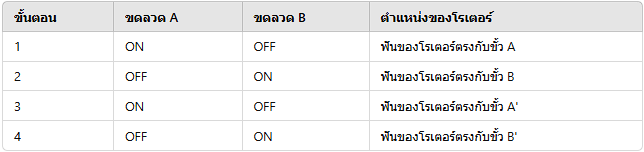 ขั้นตอน ขดลวด A ขดลวด B ตำแหน่งของโรเตอร์
1 ON OFF ฟันของโรเตอร์ตรงกับขั้ว A
2 OFF ON ฟันของโรเตอร์ตรงกับขั้ว B
3 ON OFF ฟันของโรเตอร์ตรงกับขั้ว A'
4 OFF ON ฟันของโรเตอร์ตรงกับขั้ว B'